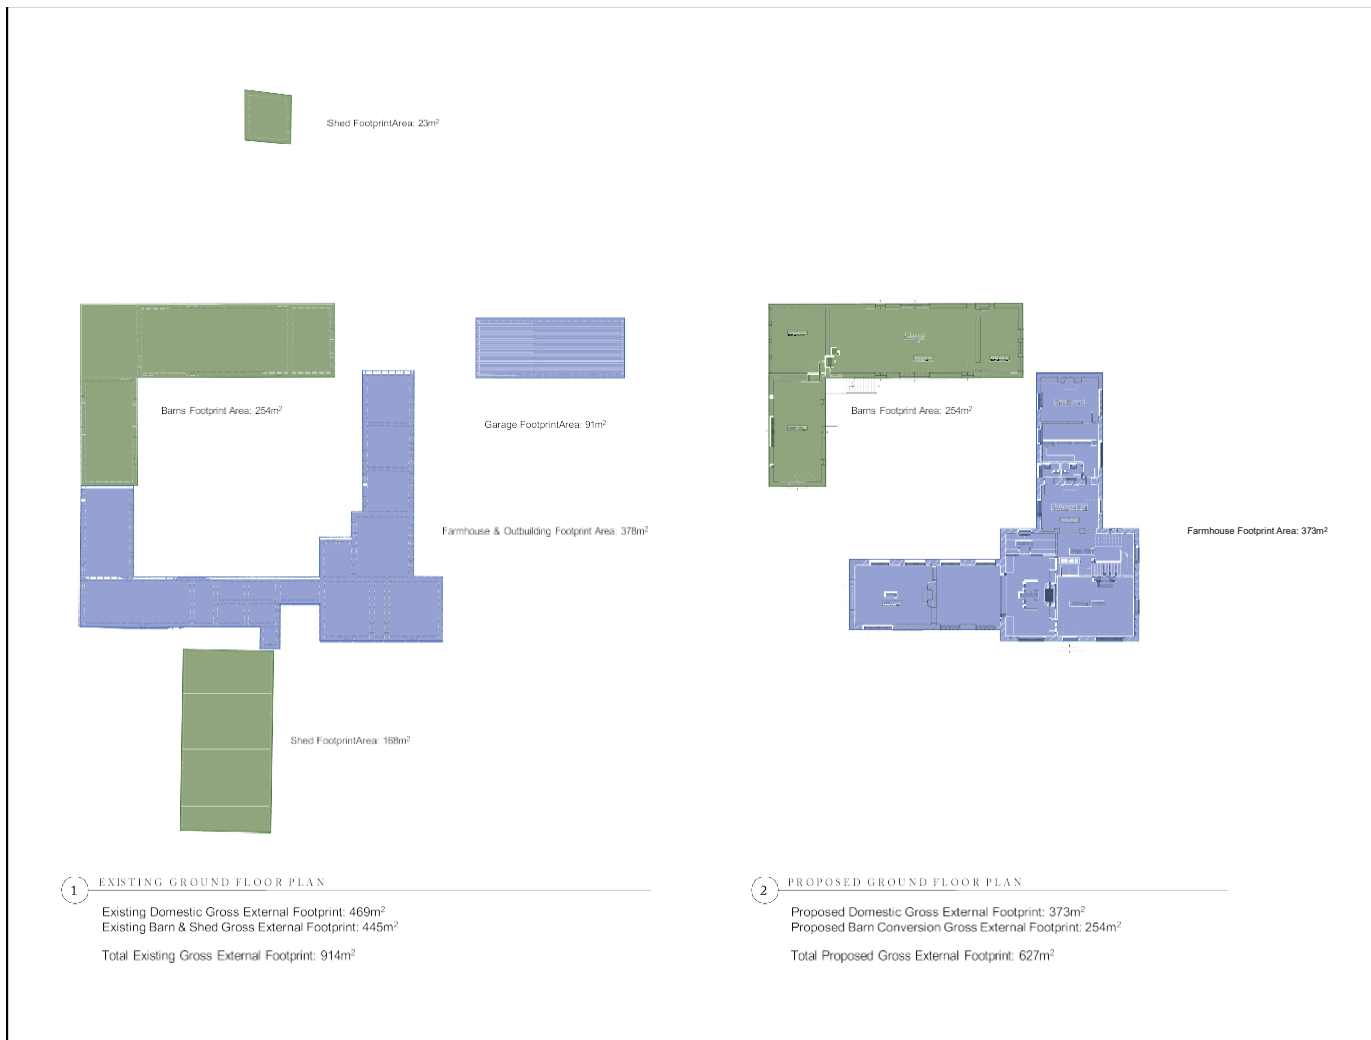 Shed FootprintArea: 23m²
Barns Footprint Area: 254m²
Garage FootprintArea: 91m²
Farmhouse & Outbuilding Footprint Area: 378m²
Shed FootprintArea: 168m²
1 EXISTING GROUND FLOOR PLAN
Existing Domestic Gross External Footprint: 469m²
Existing Barn & Shed Gross External Footprint: 445m²
Total Existing Gross External Footprint: 914m²
Barns Footprint Area: 254m²
Farmhouse Footprint Area: 373m²
2 PROPOSED GROUND FLOOR PLAN
Proposed Domestic Gross External Footprint: 373m²
Proposed Barn Conversion Gross External Footprint: 254m²
Total Proposed Gross External Footprint: 627m²